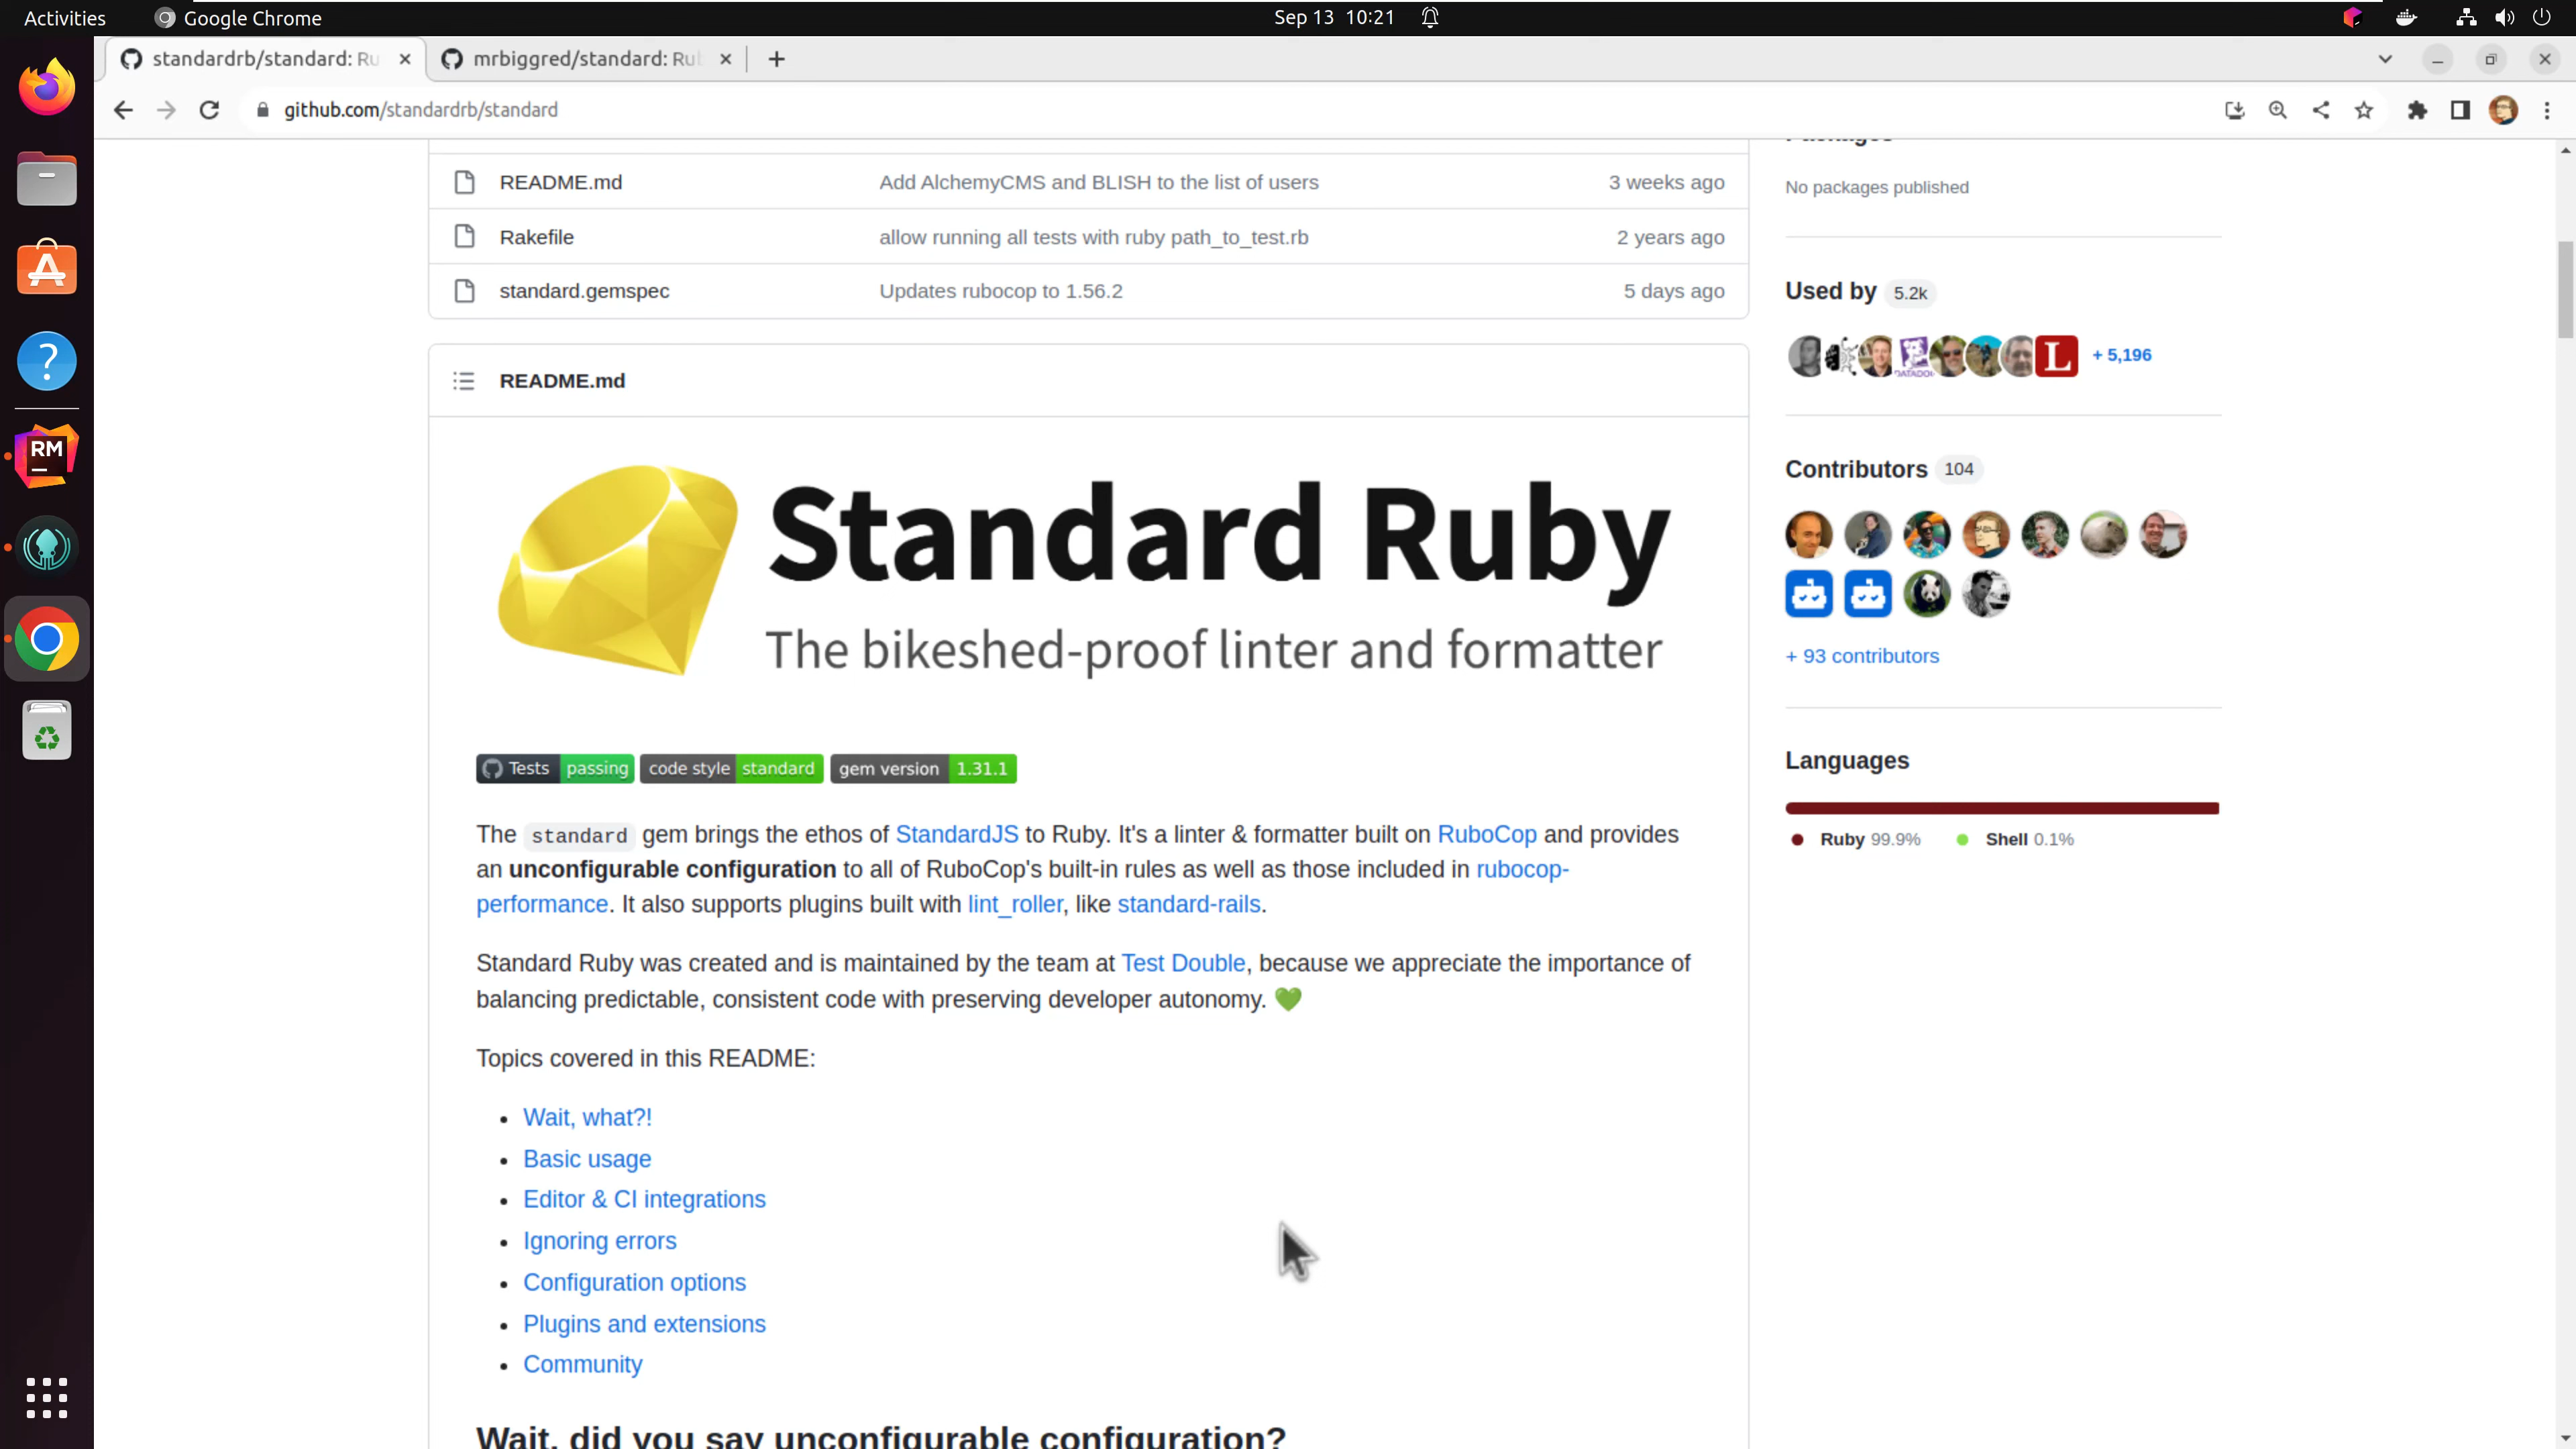 Activities
Google Chrome
Sep 13 10:21
standardrb/standard: Ru
mrbiggred/standard: Rub
github.com/standardrb/standard
README.md Add AlchemyCMS and BLISH to the list of users 3 weeks ago
Rakefile allow running all tests with ruby path_to_test.rb 2 years ago
standard.gemspec Updates rubocop to 1.56.2 5 days ago
README.md
Standard Ruby
The bikeshed-proof linter and formatter
Tests passing code style standard gem version 1.31.1
The standard gem brings the ethos of StandardJS to Ruby. It's a linter & formatter built on RuboCop and provides
an unconfigurable configuration to all of RuboCop's built-in rules as well as those included in rubocop-
performance. It also supports plugins built with lint_roller, like standard-rails.
Standard Ruby was created and is maintained by the team at Test Double, because we appreciate the importance of
balancing predictable, consistent code with preserving developer autonomy. 💚
Topics covered in this README:
• Wait, what?!
• Basic usage
• Editor & CI integrations
• Ignoring errors
• Configuration options
• Plugins and extensions
• Community
Wait, did you say unconfigurable configuration?
Packages
No packages published
Used by 5.2k
DATADOG
L
+ 5,196
Contributors 104
+ 93 contributors
Languages
Ruby 99.9% Shell 0.1%
RM